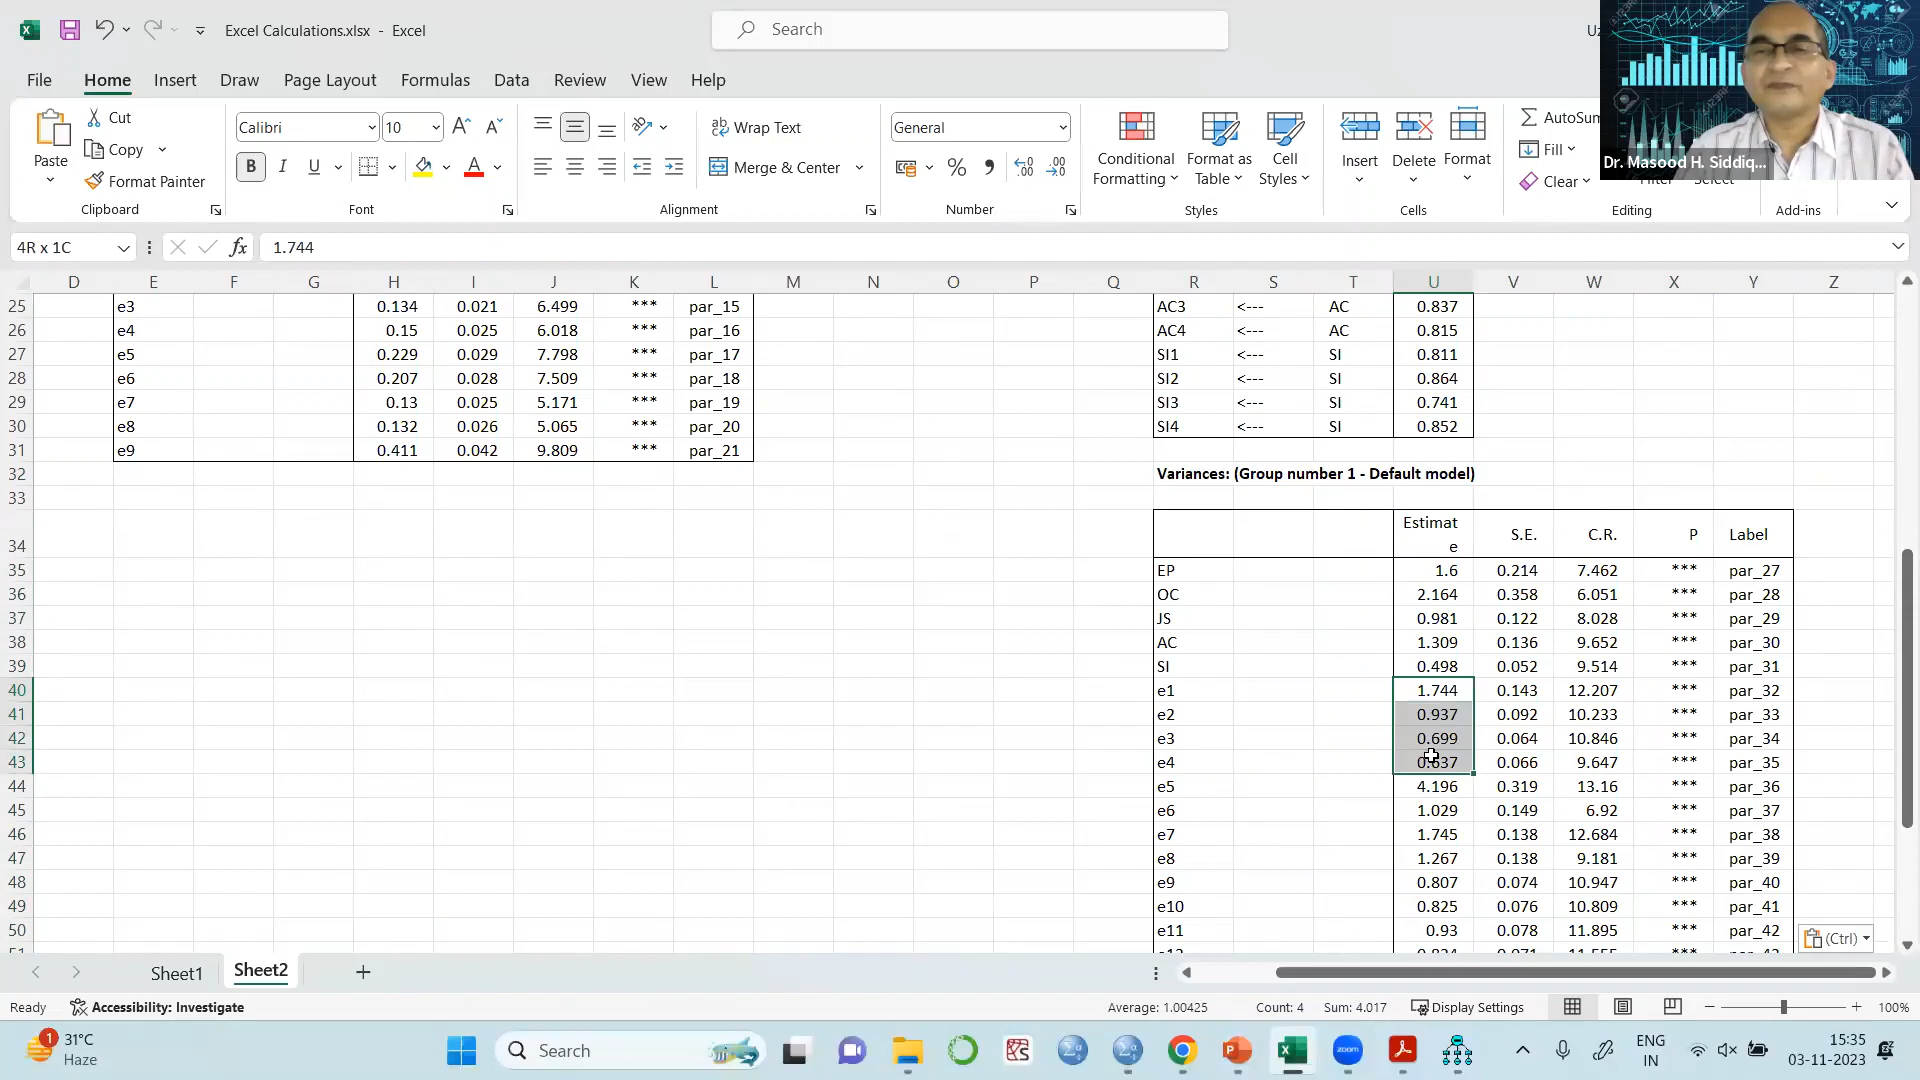 Excel Calculations.xlsx - Excel
Search
Uz
File Home Insert Draw Page Layout Formulas Data Review View Help
Paste
Cut
Copy
Format Painter
Clipboard
Calibri 10
B I U
Font
Wrap Text
Merge & Center
Alignment
General
Number
Conditional Formatting
Format as Table
Cell Styles
Styles
Insert Delete Format
Cells
AutoSum
Fill
Clear
Editing
Add-ins
Dr. Masood H. Siddiq...
4R x 1C fx 1.744
D E F G H I J K L M N O P Q R S T U V W X Y Z
25 e3 0.134 0.021 6.499 *** par_15 AC3 <--- AC 0.837
26 e4 0.15 0.025 6.018 *** par_16 AC4 <--- AC 0.815
27 e5 0.229 0.029 7.798 *** par_17 SI1 <--- SI 0.811
28 e6 0.207 0.028 7.509 *** par_18 SI2 <--- SI 0.864
29 e7 0.13 0.025 5.171 *** par_19 SI3 <--- SI 0.741
30 e8 0.132 0.026 5.065 *** par_20 SI4 <--- SI 0.852
31 e9 0.411 0.042 9.809 *** par_21
32 Variances: (Group number 1 - Default model)
33
34 Estimate S.E. C.R. P Label
35 EP 1.6 0.214 7.462 *** par_27
36 OC 2.164 0.358 6.051 *** par_28
37 JS 0.981 0.122 8.028 *** par_29
38 AC 1.309 0.136 9.652 *** par_30
39 SI 0.498 0.052 9.514 *** par_31
40 e1 1.744 0.143 12.207 *** par_32
41 e2 0.937 0.092 10.233 *** par_33
42 e3 0.699 0.064 10.846 *** par_34
43 e4 0.637 0.066 9.647 *** par_35
44 e5 4.196 0.319 13.16 *** par_36
45 e6 1.029 0.149 6.92 *** par_37
46 e7 1.745 0.138 12.684 *** par_38
47 e8 1.267 0.138 9.181 *** par_39
48 e9 0.807 0.074 10.947 *** par_40
49 e10 0.825 0.076 10.809 *** par_41
50 e11 0.93 0.078 11.895 *** par_42
(Ctrl)
Sheet1 Sheet2
Ready Accessibility: Investigate Average: 1.00425 Count: 4 Sum: 4.017 Display Settings 100%
1 31°C
Haze
Search
zoom
ENG
IN
15:35
03-11-2023